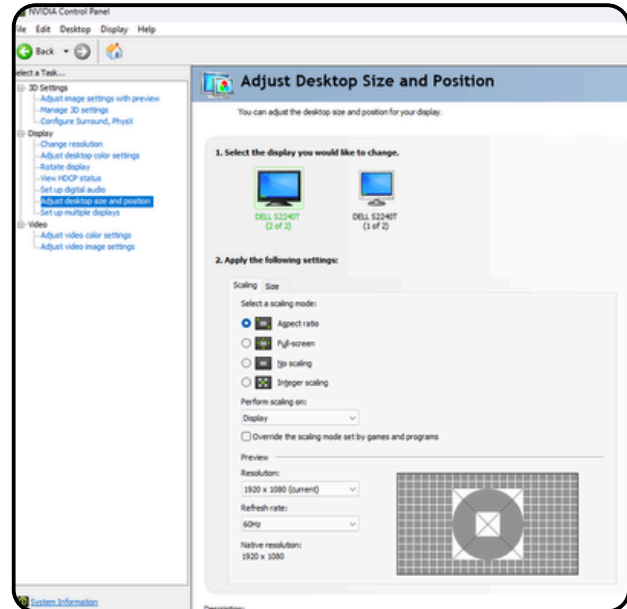 NVIDIA Control Panel
File Edit Desktop Display Help
Back
Select a Task...
3D Settings
Adjust image settings with preview
Manage 3D settings
Configure Surround, PhysX
Display
Change resolution
Adjust desktop color settings
Rotate display
View HDCP status
Set up digital audio
Adjust desktop size and position
Set up multiple displays
Video
Adjust video color settings
Adjust video image settings
System Information
Adjust Desktop Size and Position
You can adjust the desktop size and position for your display.
1. Select the display you would like to change.
DELL S2240T
(2 of 2)
DELL S2240T
(1 of 2)
2. Apply the following settings:
Scaling Size
Select a scaling mode:
Aspect ratio
Full-screen
No scaling
Integer scaling
Perform scaling on:
Display
Override the scaling mode set by games and programs
Preview
Resolution:
1920 x 1080 (current)
Refresh rate:
60Hz
Native resolution:
1920 x 1080
Description: